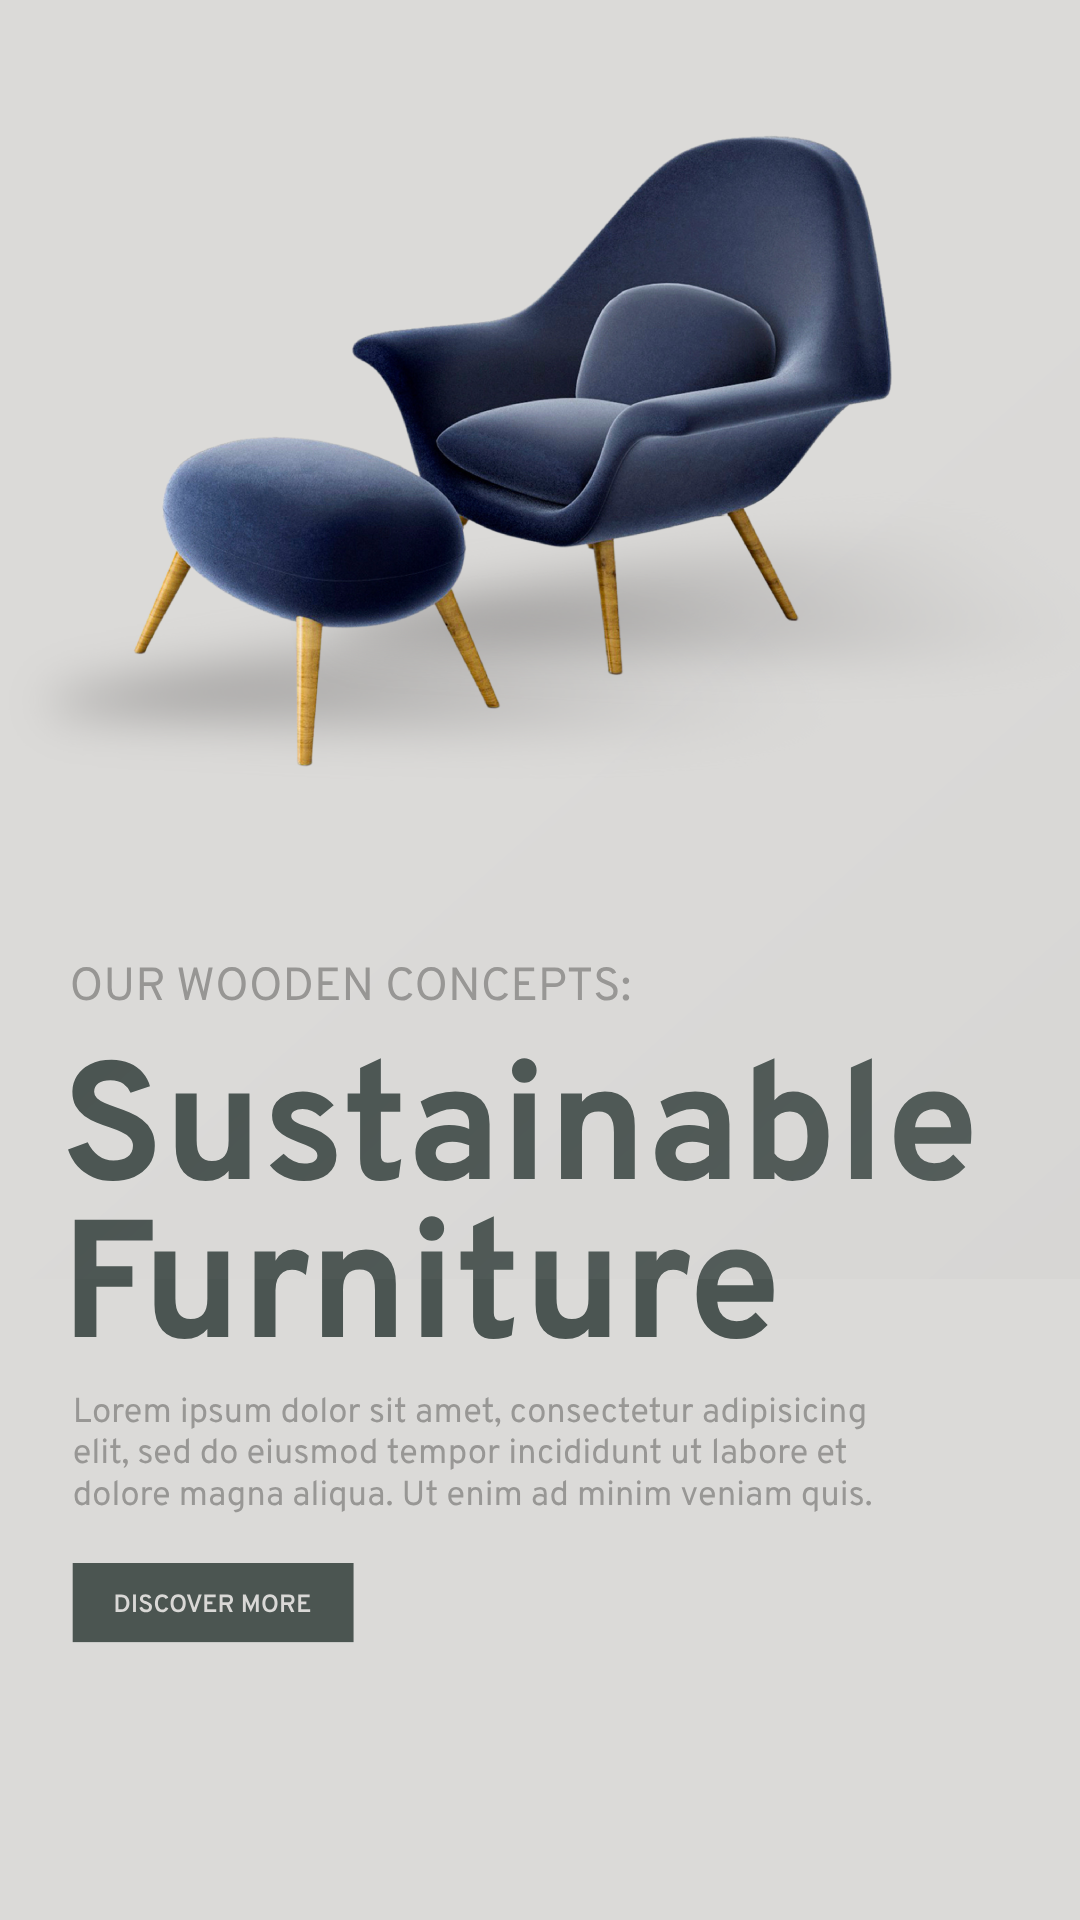 OUR WOODEN CONCEPTS:
Sustainable
Furniture
Lorem ipsum dolor sit amet, consectetur adipisicing
elit, sed do eiusmod tempor incididunt ut labore et
dolore magna aliqua. Ut enim ad minim veniam quis.
DISCOVER MORE